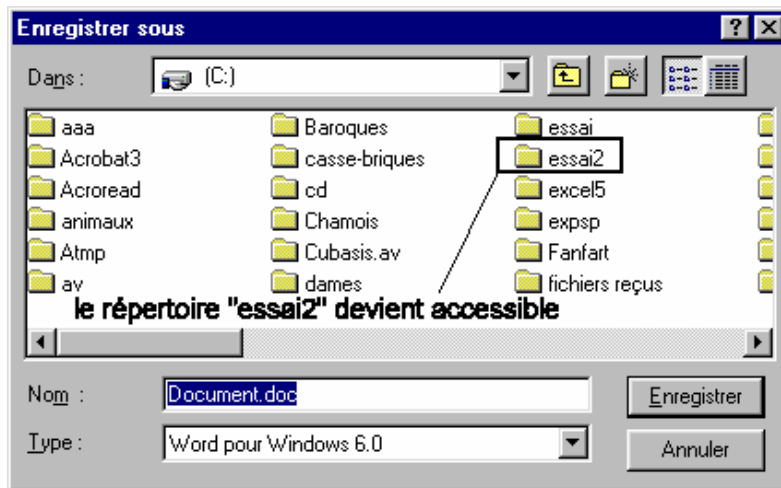 Enregistrer sous
Dans : (C:)
aaa Baroques essai
Acrobat3 casse-briques essai2
Acroread cd excel5
animaux Chamois expsp
Atmp Cubasis.av Fanfart
av dames fichiers reçus
le répertoire "essai2" devient accessible
Nom : Document.doc Enregistrer
Type : Word pour Windows 6.0 Annuler